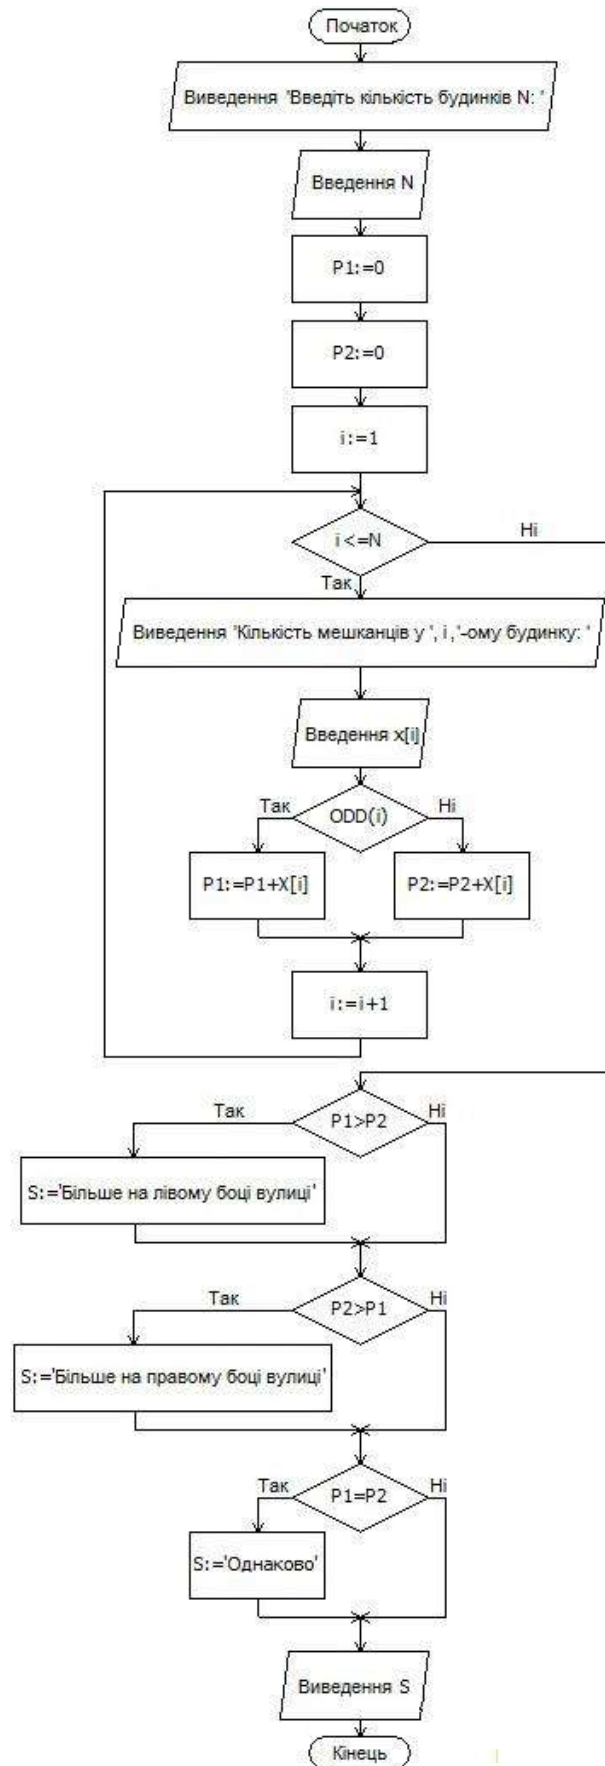 Початок
Виведення 'Введіть кількість будинків N: '
Введення N
P1:=0
P2:=0
i:=1
i<=N
Ні
Так
Виведення 'Кількість мешканців у ', i ,'-ому будинку: '
Введення x[i]
Так
ODD(i)
Ні
P1:=P1+X[i]
P2:=P2+X[i]
i:=i+1
Так
P1>P2
Ні
S:='Більше на лівому боці вулиці'
Так
P2>P1
Ні
S:='Більше на правому боці вулиці'
Так
P1=P2
Ні
S:='Однаково'
Виведення S
Кінець